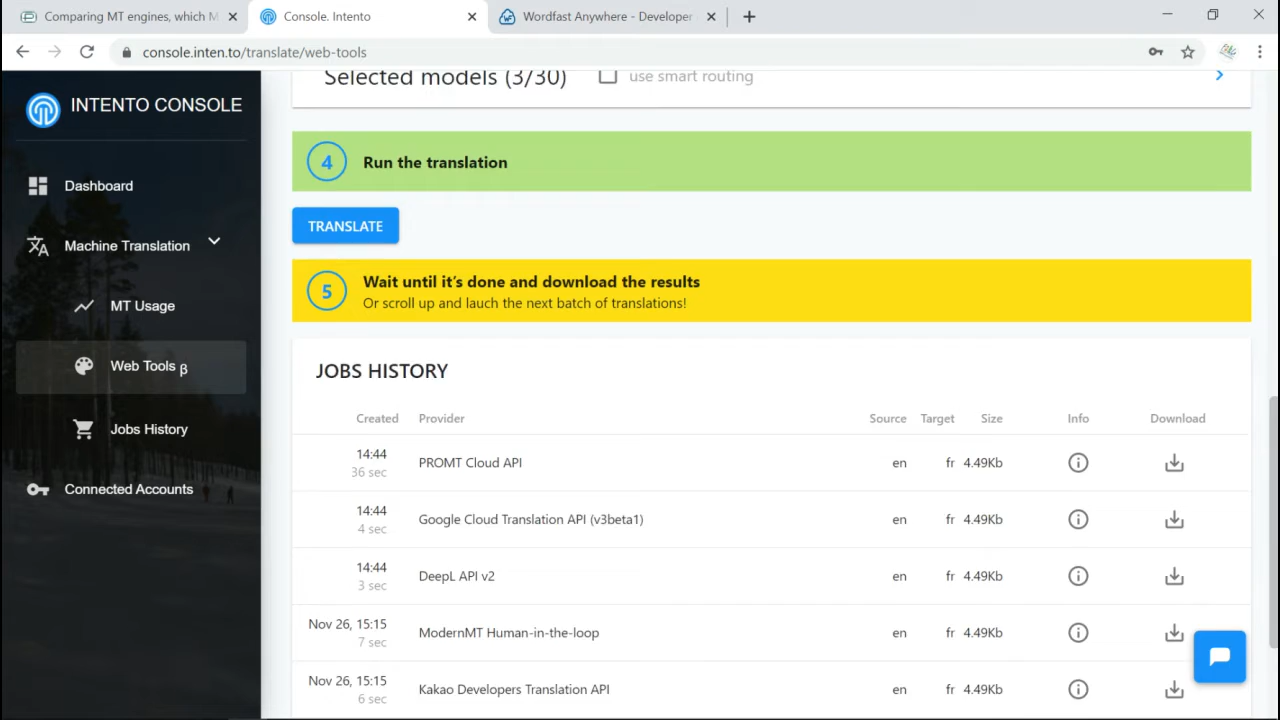 Comparing MT engines, which M
Console. Intento
Wordfast Anywhere - Developer
console.inten.to/translate/web-tools
INTENTO CONSOLE
Dashboard
Machine Translation
MT Usage
Web Tools β
Jobs History
Connected Accounts
Selected models (3/30)
use smart routing
4
Run the translation
TRANSLATE
5
Wait until it's done and download the results
Or scroll up and lauch the next batch of translations!
JOBS HISTORY
Created Provider Source Target Size Info Download
14:44
36 sec
PROMT Cloud API en fr 4.49Kb
14:44
4 sec
Google Cloud Translation API (v3beta1) en fr 4.49Kb
14:44
3 sec
DeepL API v2 en fr 4.49Kb
Nov 26, 15:15
7 sec
ModernMT Human-in-the-loop en fr 4.49Kb
Nov 26, 15:15
6 sec
Kakao Developers Translation API en fr 4.49Kb